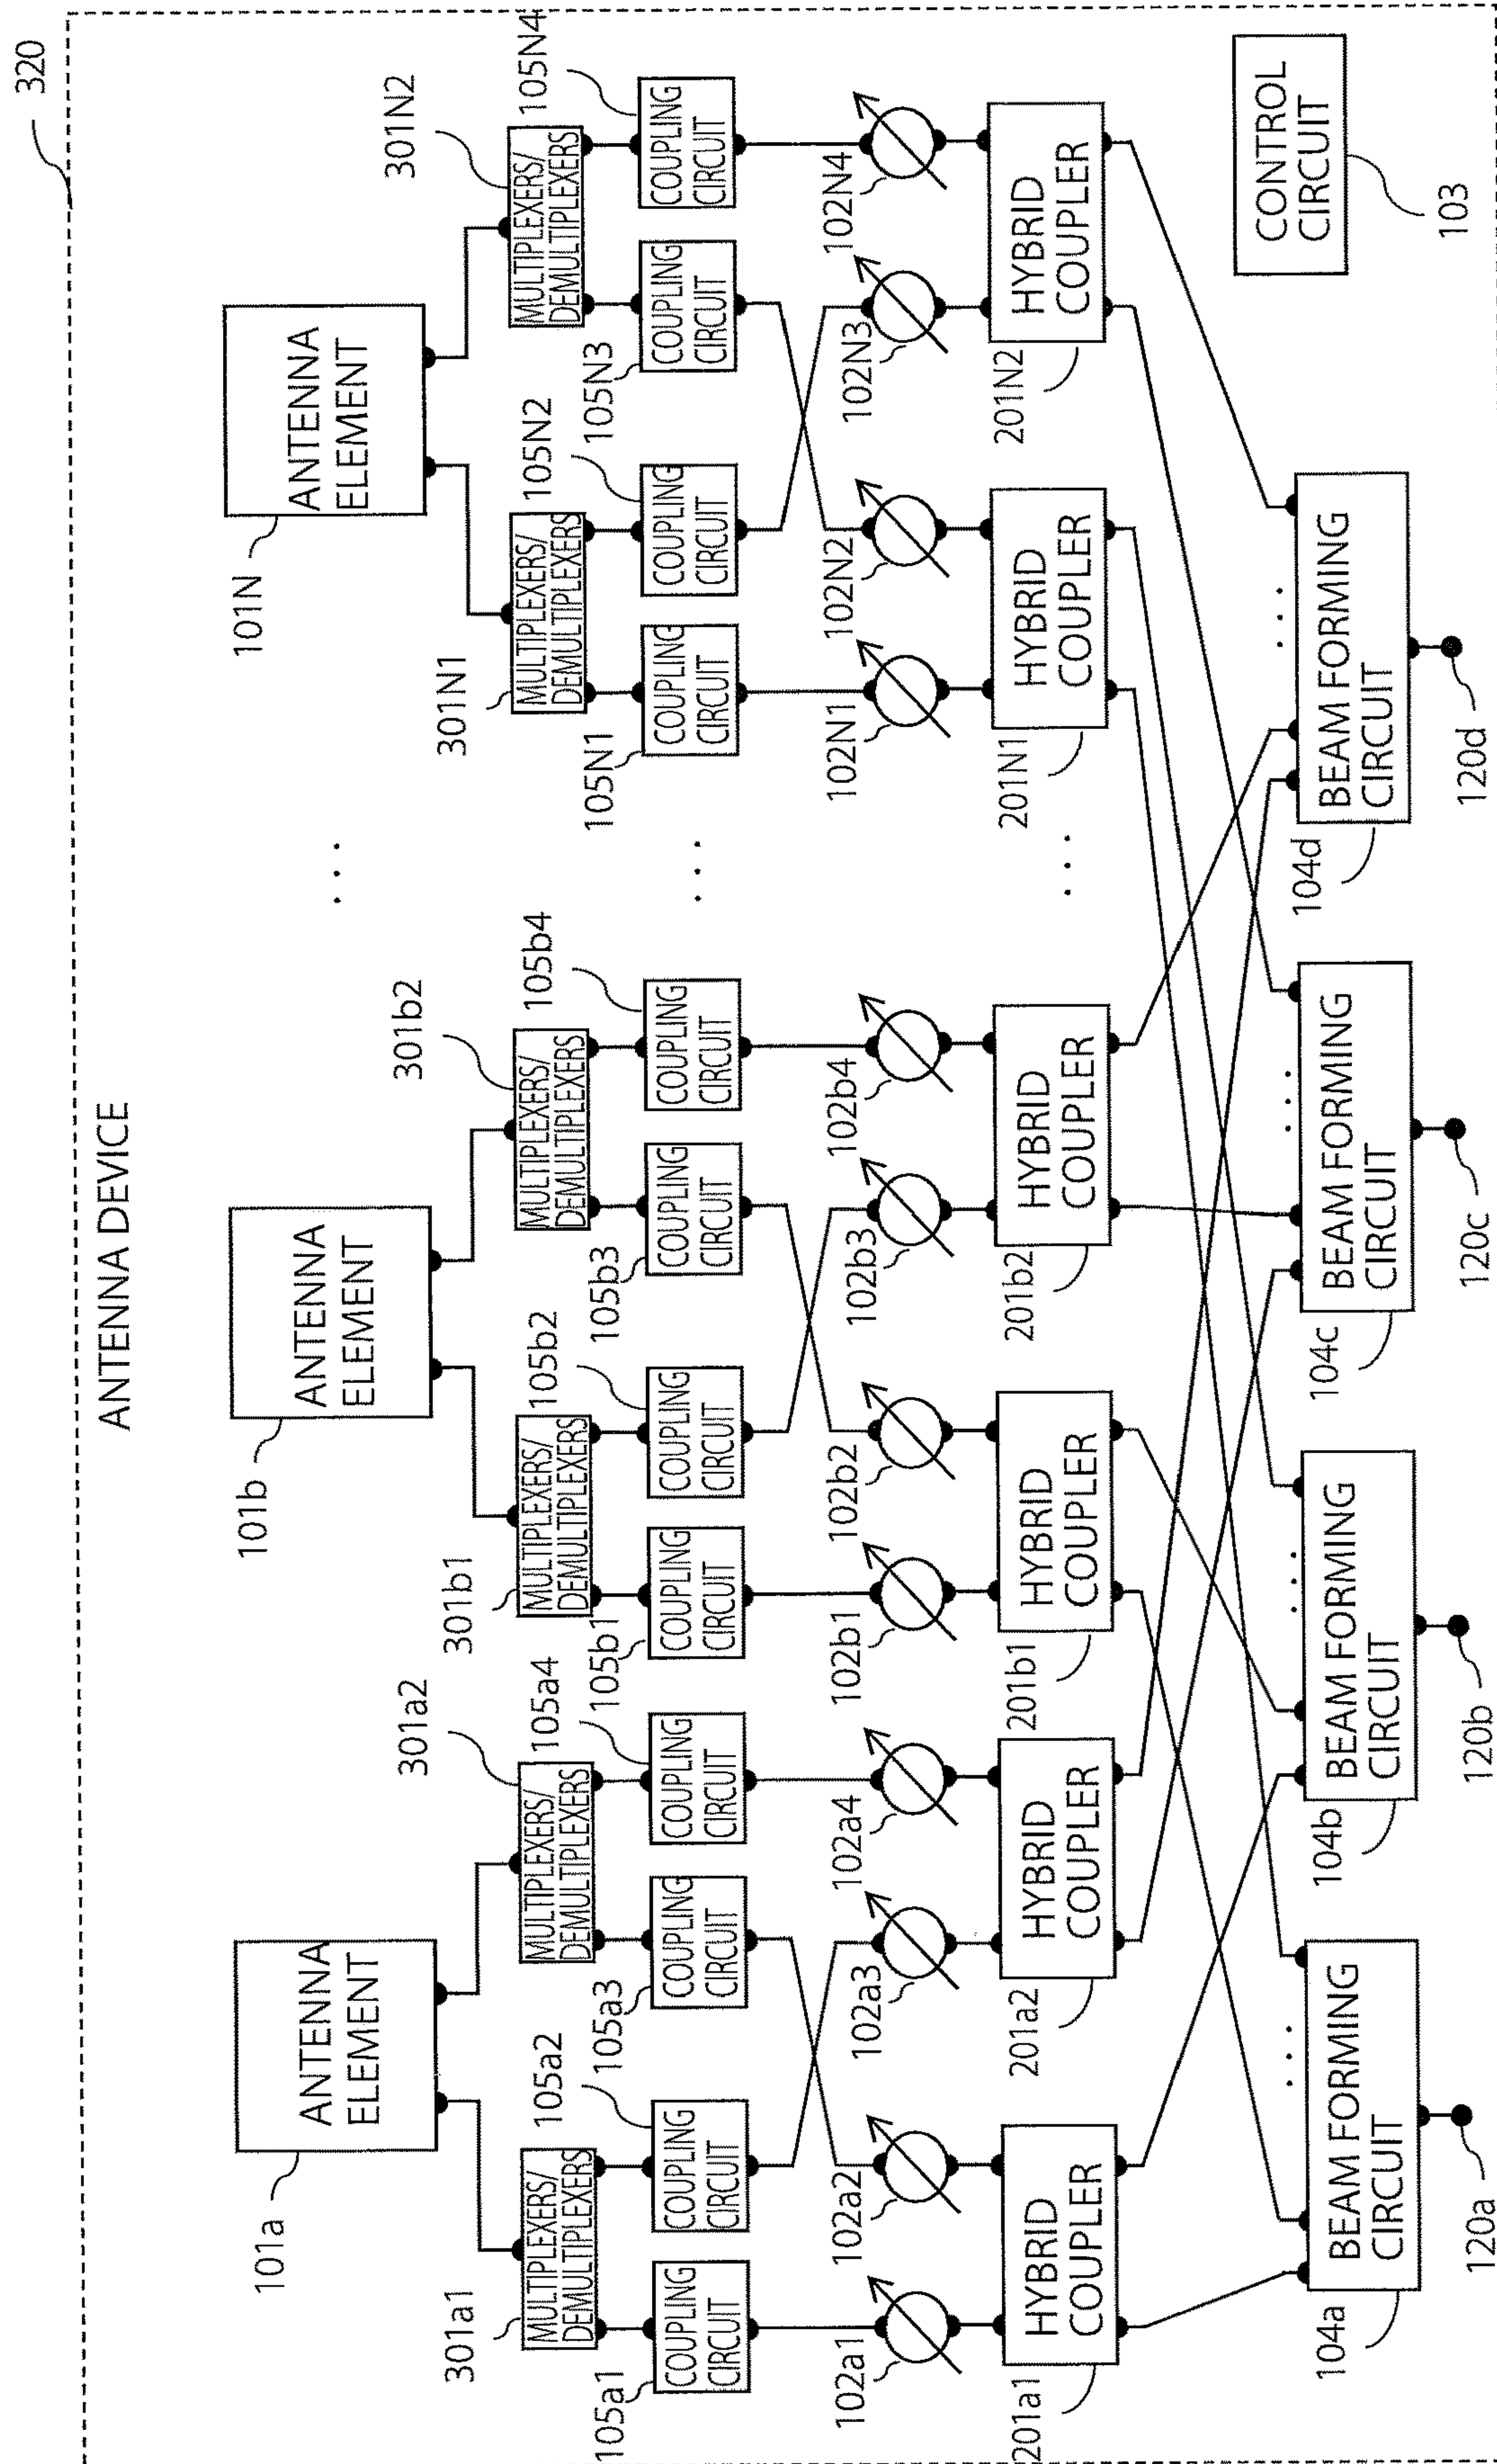 320
ANTENNA DEVICE
101a
ANTENNA
ELEMENT
101b
ANTENNA
ELEMENT
. . .
101N
ANTENNA
ELEMENT
301a1
MULTIPLEXERS/
DEMULTIPLEXERS
301a2
MULTIPLEXERS/
DEMULTIPLEXERS
301b1
MULTIPLEXERS/
DEMULTIPLEXERS
301b2
MULTIPLEXERS/
DEMULTIPLEXERS
301N1
MULTIPLEXERS/
DEMULTIPLEXERS
301N2
MULTIPLEXERS/
DEMULTIPLEXERS
105a1
COUPLING
CIRCUIT
105a2
COUPLING
CIRCUIT
105a3
COUPLING
CIRCUIT
105a4
COUPLING
CIRCUIT
105b1
COUPLING
CIRCUIT
105b2
COUPLING
CIRCUIT
105b3
COUPLING
CIRCUIT
105b4
COUPLING
CIRCUIT
. . .
105N1
COUPLING
CIRCUIT
105N2
COUPLING
CIRCUIT
105N3
COUPLING
CIRCUIT
105N4
COUPLING
CIRCUIT
102a1
102a2
102a3
102a4
102b1
102b2
102b3
102b4
102N1
102N2
102N3
102N4
201a1
HYBRID
COUPLER
201a2
HYBRID
COUPLER
201b1
HYBRID
COUPLER
201b2
HYBRID
COUPLER
. . .
201N1
HYBRID
COUPLER
201N2
HYBRID
COUPLER
CONTROL
CIRCUIT
103
104a
. . .
BEAM FORMING
CIRCUIT
104b
. . .
BEAM FORMING
CIRCUIT
104c
. . .
BEAM FORMING
CIRCUIT
104d
. . .
BEAM FORMING
CIRCUIT
120a
120b
120c
120d